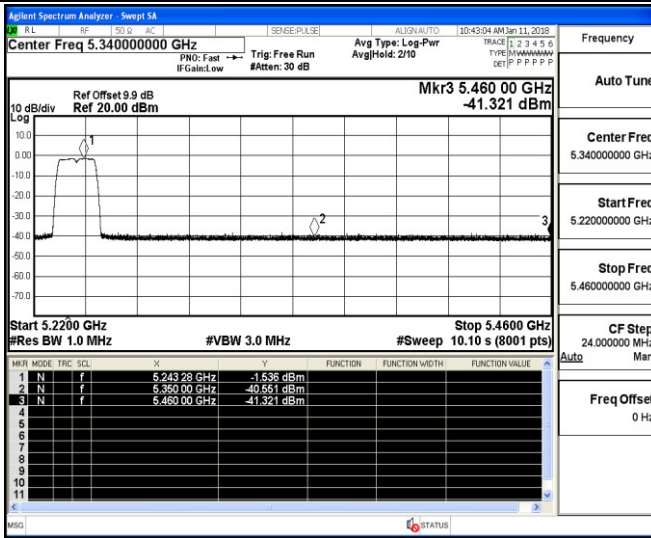 Agilent Spectrum Analyzer - Swept SA
RL RF 50 Ω AC SENSE:PULSE ALIGN AUTO 10:43:04 AM Jan 11, 2018
Center Freq 5.340000000 GHz
PNO: Fast
IFGain:Low
Trig: Free Run
#Atten: 30 dB
Avg Type: Log-Pwr
Avg|Hold: 2/10
TRACE 1 2 3 4 5 6
TYPE MWWWWW
DET P P P P P P
Mkr3 5.460 00 GHz
-41.321 dBm
Ref Offset 9.9 dB
10 dB/div Ref 20.00 dBm
Log
10.0
0.00
-10.0
-20.0
-30.0
-40.0
-50.0
-60.0
-70.0
1
2
3
Start 5.2200 GHz Stop 5.4600 GHz
#Res BW 1.0 MHz #VBW 3.0 MHz #Sweep 10.10 s (8001 pts)
MKR MODE TRC SCL X Y FUNCTION FUNCTION WIDTH FUNCTION VALUE
1 N f 5.243 28 GHz -1.536 dBm
2 N f 5.350 00 GHz -40.551 dBm
3 N f 5.460 00 GHz -41.321 dBm
4
5
6
7
8
9
10
11
MSG STATUS
Frequency
Auto Tune
Center Freq
5.340000000 GHz
Start Freq
5.220000000 GHz
Stop Freq
5.460000000 GHz
CF Step
24.000000 MHz
Auto Man
Freq Offset
0 Hz